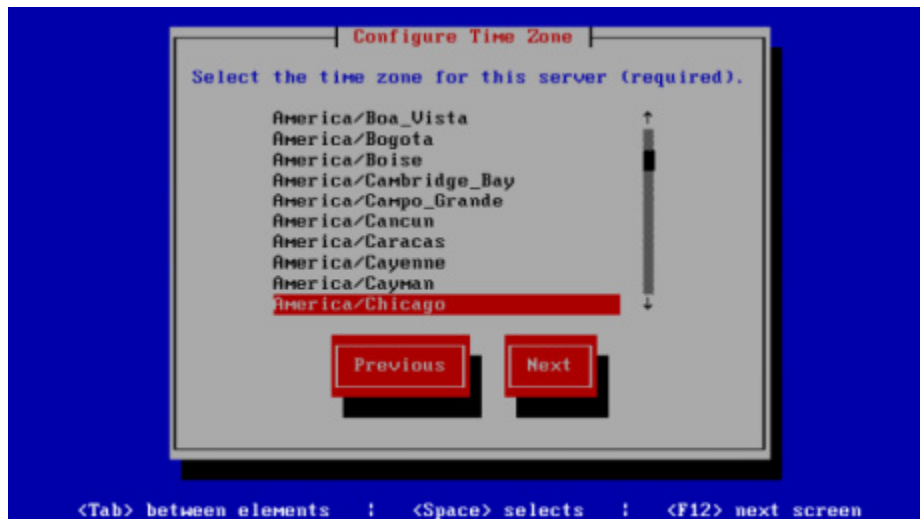 Configure Time Zone
Select the time zone for this server (required).
America/Boa_Vista
America/Bogota
America/Boise
America/Cambridge_Bay
America/Campo_Grande
America/Cancun
America/Caracas
America/Cayenne
America/Cayman
America/Chicago
Previous Next
<Tab> between elements | <Space> selects | <F12> next screen